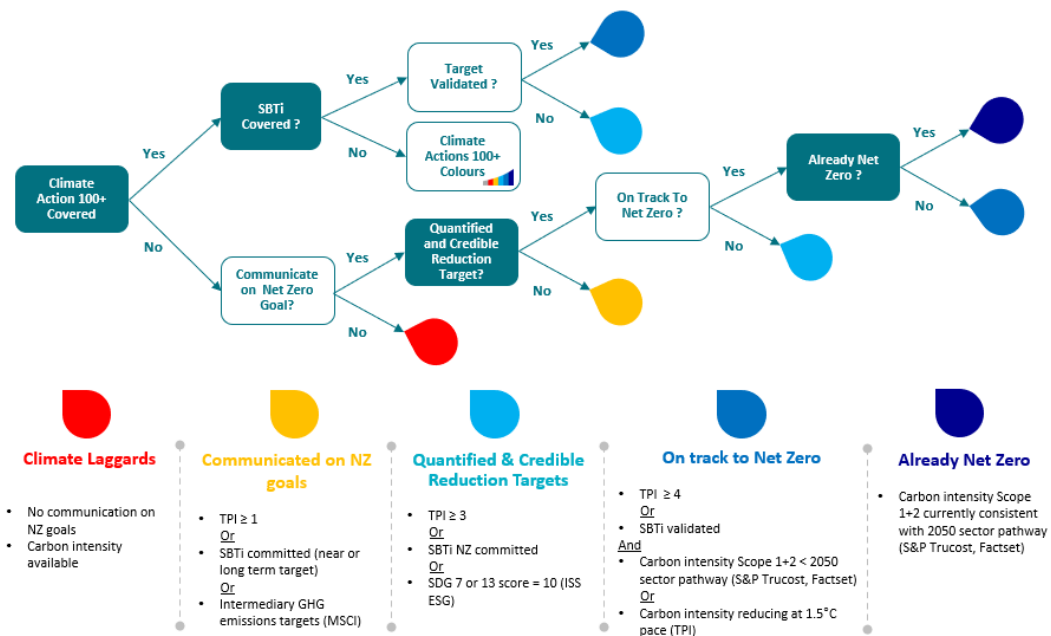 Yes
Target
Validated ?
Yes
No
SBTi
Covered ?
Yes
No
Climate
Actions 100+
Colours
Climate
Action 100+
Covered
Yes
No
Communicate
on Net Zero
Goal?
Yes
No
Quantified
and Credible
Reduction
Target?
Yes
No
On Track To
Net Zero ?
Yes
No
Already Net
Zero ?
Yes
No
Climate Laggards
• No communication on
NZ goals
• Carbon intensity
available
Communicated on NZ
goals
• TPI ≥ 1
Or
• SBTi committed (near or
long term target)
Or
• Intermediary GHG
emissions targets (MSCI)
Quantified & Credible
Reduction Targets
• TPI ≥ 3
Or
• SBTi NZ committed
Or
• SDG 7 or 13 score = 10 (ISS
ESG)
On track to Net Zero
• TPI ≥ 4
Or
• SBTi validated
And
• Carbon intensity Scope 1+2 < 2050
sector pathway (S&P Trucost, Factset)
Or
• Carbon intensity reducing at 1.5°C
pace (TPI)
Already Net Zero
• Carbon intensity Scope
1+2 currently consistent
with 2050 sector pathway
(S&P Trucost, Factset)